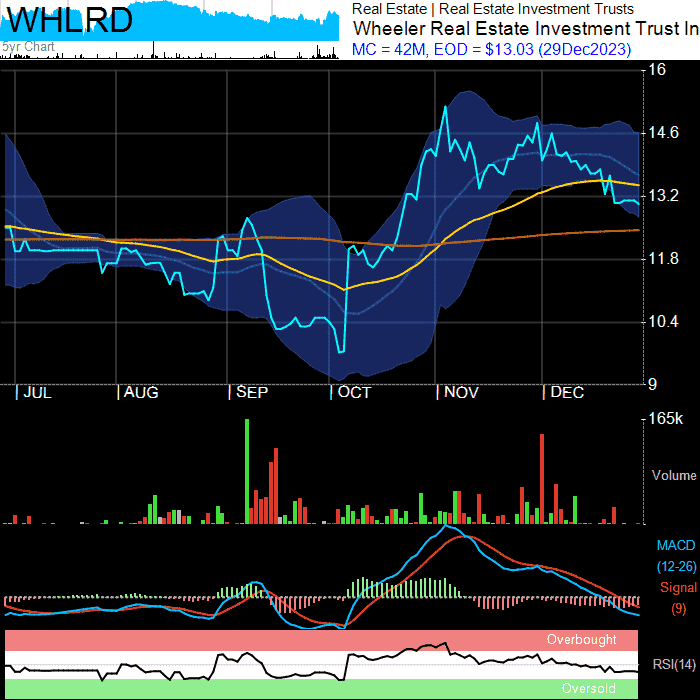 WHLRD
5yr Chart
Real Estate | Real Estate Investment Trusts
Wheeler Real Estate Investment Trust In
MC = 42M, EOD = $13.03 (29Dec2023)
16
14.6
13.2
11.8
10.4
9
| JUL | AUG | SEP | OCT | NOV | DEC
165k
Volume
MACD
(12-26)
Signal
(9)
Overbought
RSI(14)
Oversold